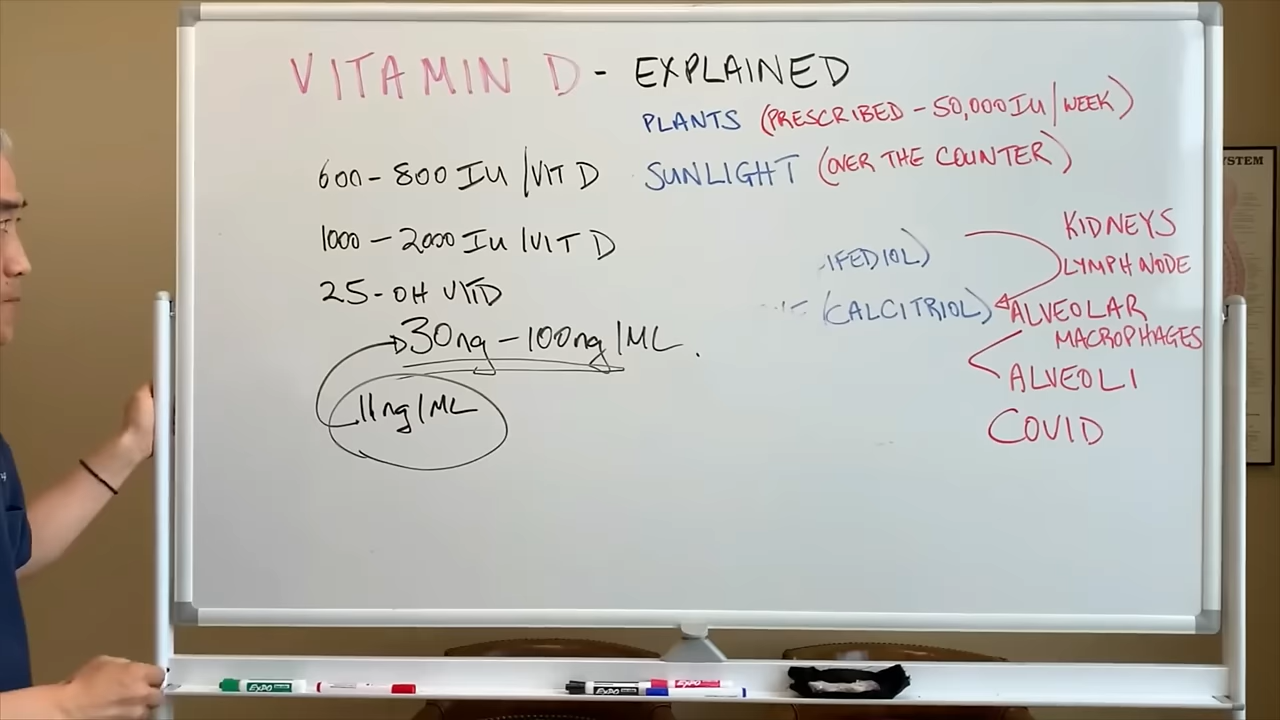 VITAMIN D - EXPLAINED
PLANTS (PRESCRIBED - 50,000 IU/WEEK)
600 - 800 IU/VIT D SUNLIGHT (OVER THE COUNTER)
1000 - 2000 IU/VIT D
25-OH VIT D
30ng - 100ng/ML.
11ng/ML
IFEDIOL)
(CALCITRIOL)
KIDNEYS
LYMPH NODE
ALVEOLAR
MACROPHAGES
ALVEOLI
COVID
YSTEM
EXPO
EXPO
EXPO